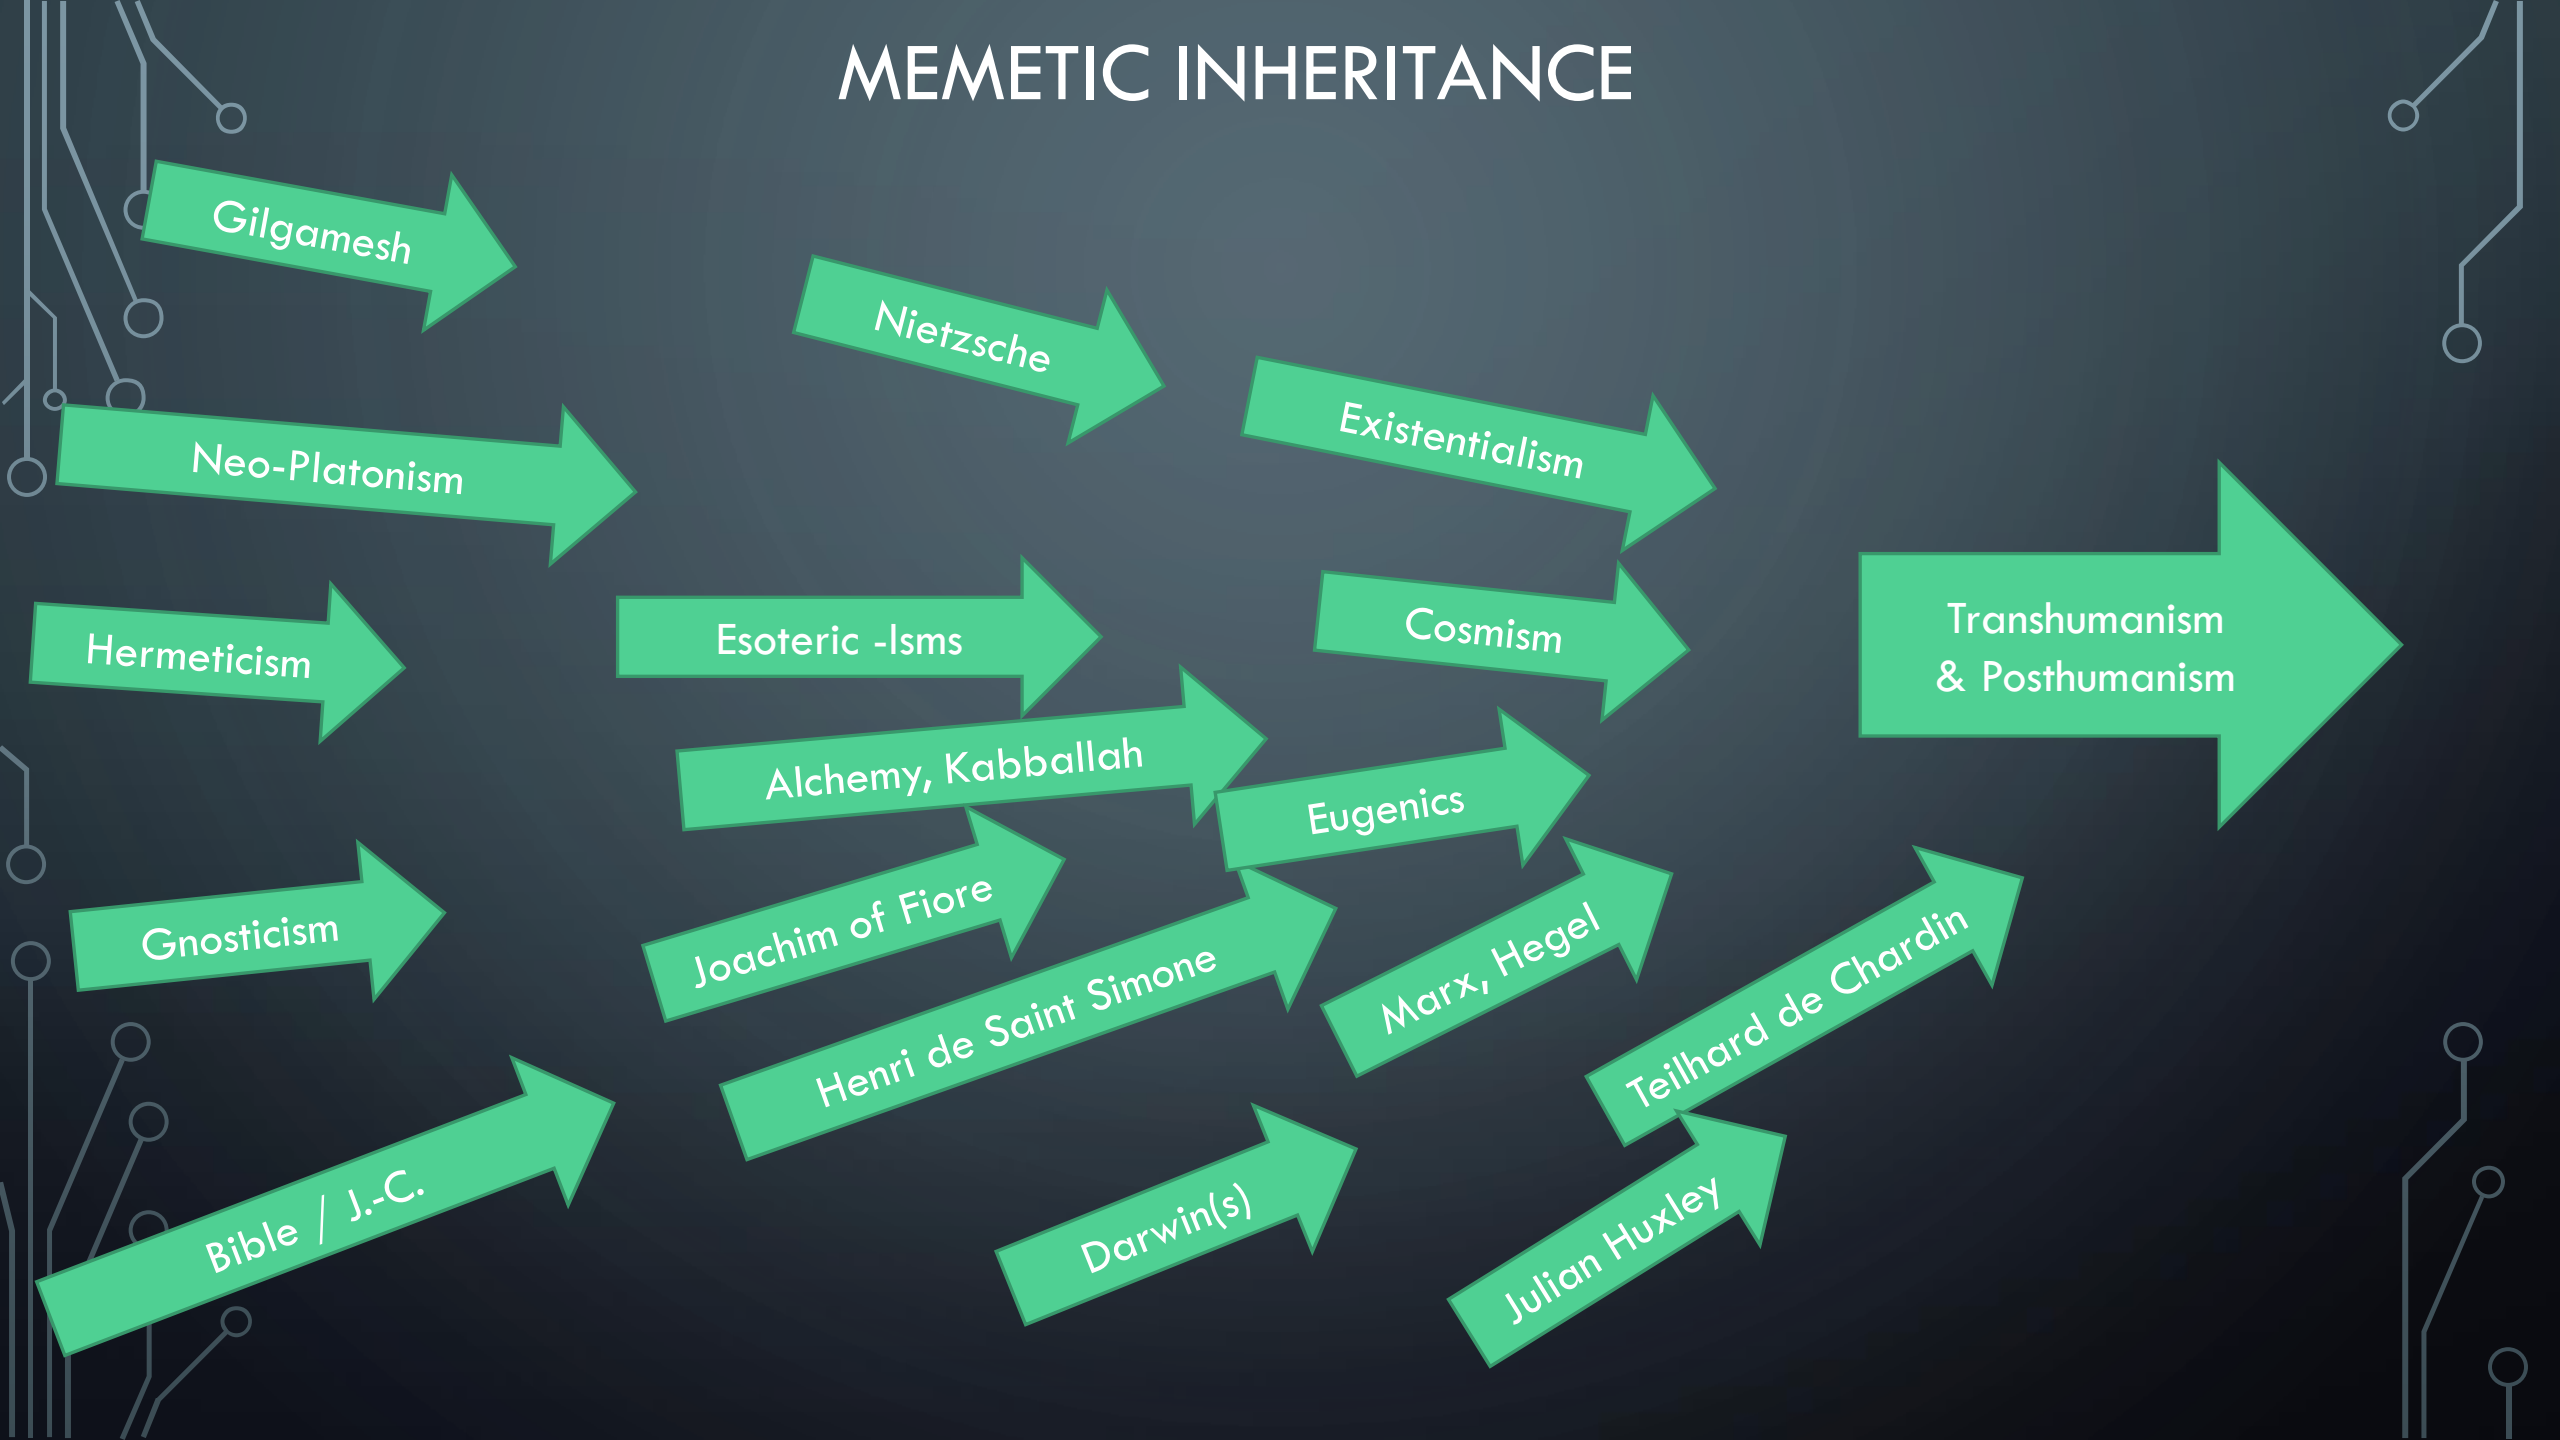 MEMETIC INHERITANCE
Gilgamesh
Nietzsche
Existentialism
Neo-Platonism
Hermeticism
Esoteric -Isms
Cosmism
Transhumanism
& Posthumanism
Alchemy, Kabballah
Eugenics
Gnosticism
Joachim of Fiore
Henri de Saint Simone
Marx, Hegel
Teilhard de Chardin
Bible / J.-C.
Darwin(s)
Julian Huxley